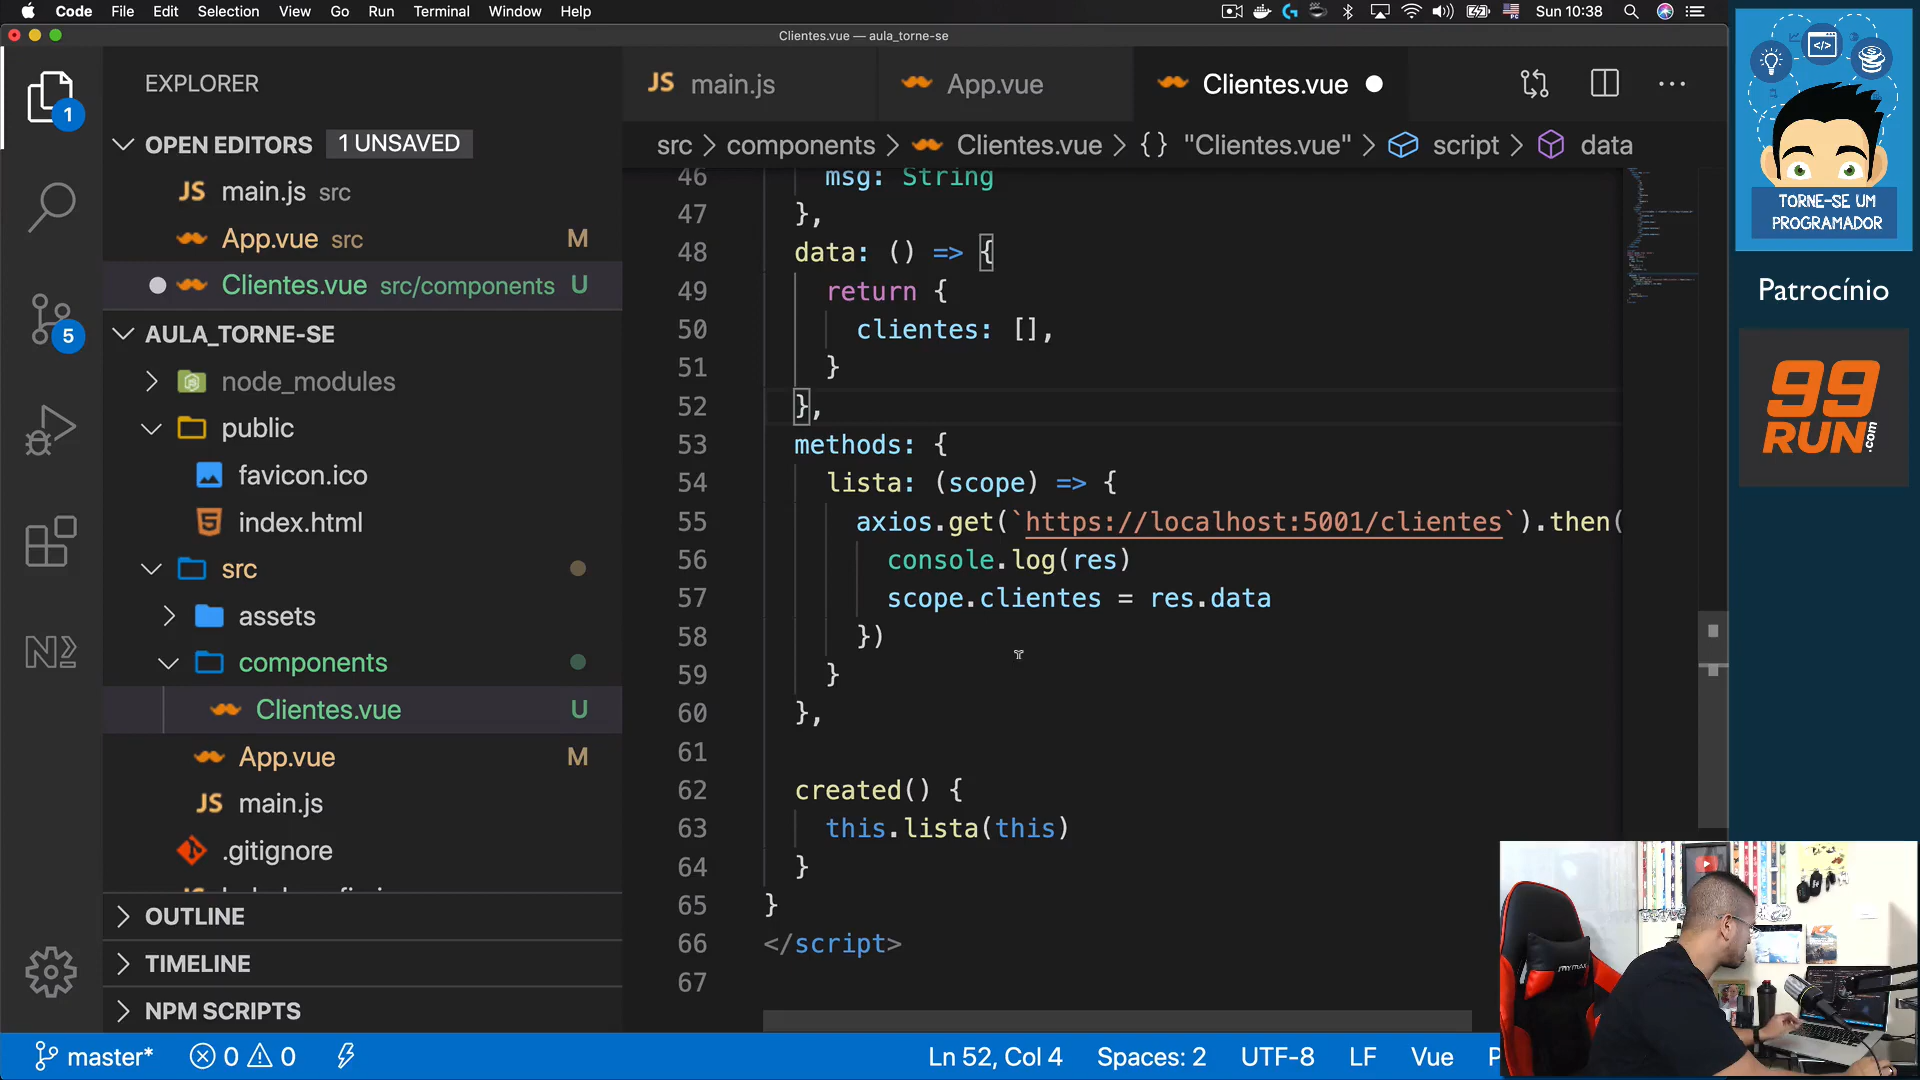 Code File Edit Selection View Go Run Terminal Window Help
Sun 10:38
Clientes.vue — aula_torne-se
EXPLORER
OPEN EDITORS 1 UNSAVED
JS main.js src
App.vue src M
Clientes.vue src/components U
AULA_TORNE-SE
node_modules
public
favicon.ico
index.html
src
assets
components
Clientes.vue U
App.vue M
JS main.js
.gitignore
OUTLINE
TIMELINE
NPM SCRIPTS
1
5
JS main.js App.vue Clientes.vue
src > components > Clientes.vue > {} "Clientes.vue" > script > data
46 msg: String
47 },
48 data: () => {
49 return {
50 clientes: [],
51 }
52 },
53 methods: {
54 lista: (scope) => {
55 axios.get(`https://localhost:5001/clientes`).then(
56 console.log(res)
57 scope.clientes = res.data
58 })
59 }
60 },
61
62 created() {
63 this.lista(this)
64 }
65 }
66 </script>
67
master* 0 0 Ln 52, Col 4 Spaces: 2 UTF-8 LF Vue P
</>
TORNE-SE UM
PROGRAMADOR
Patrocínio
99
RUN.com